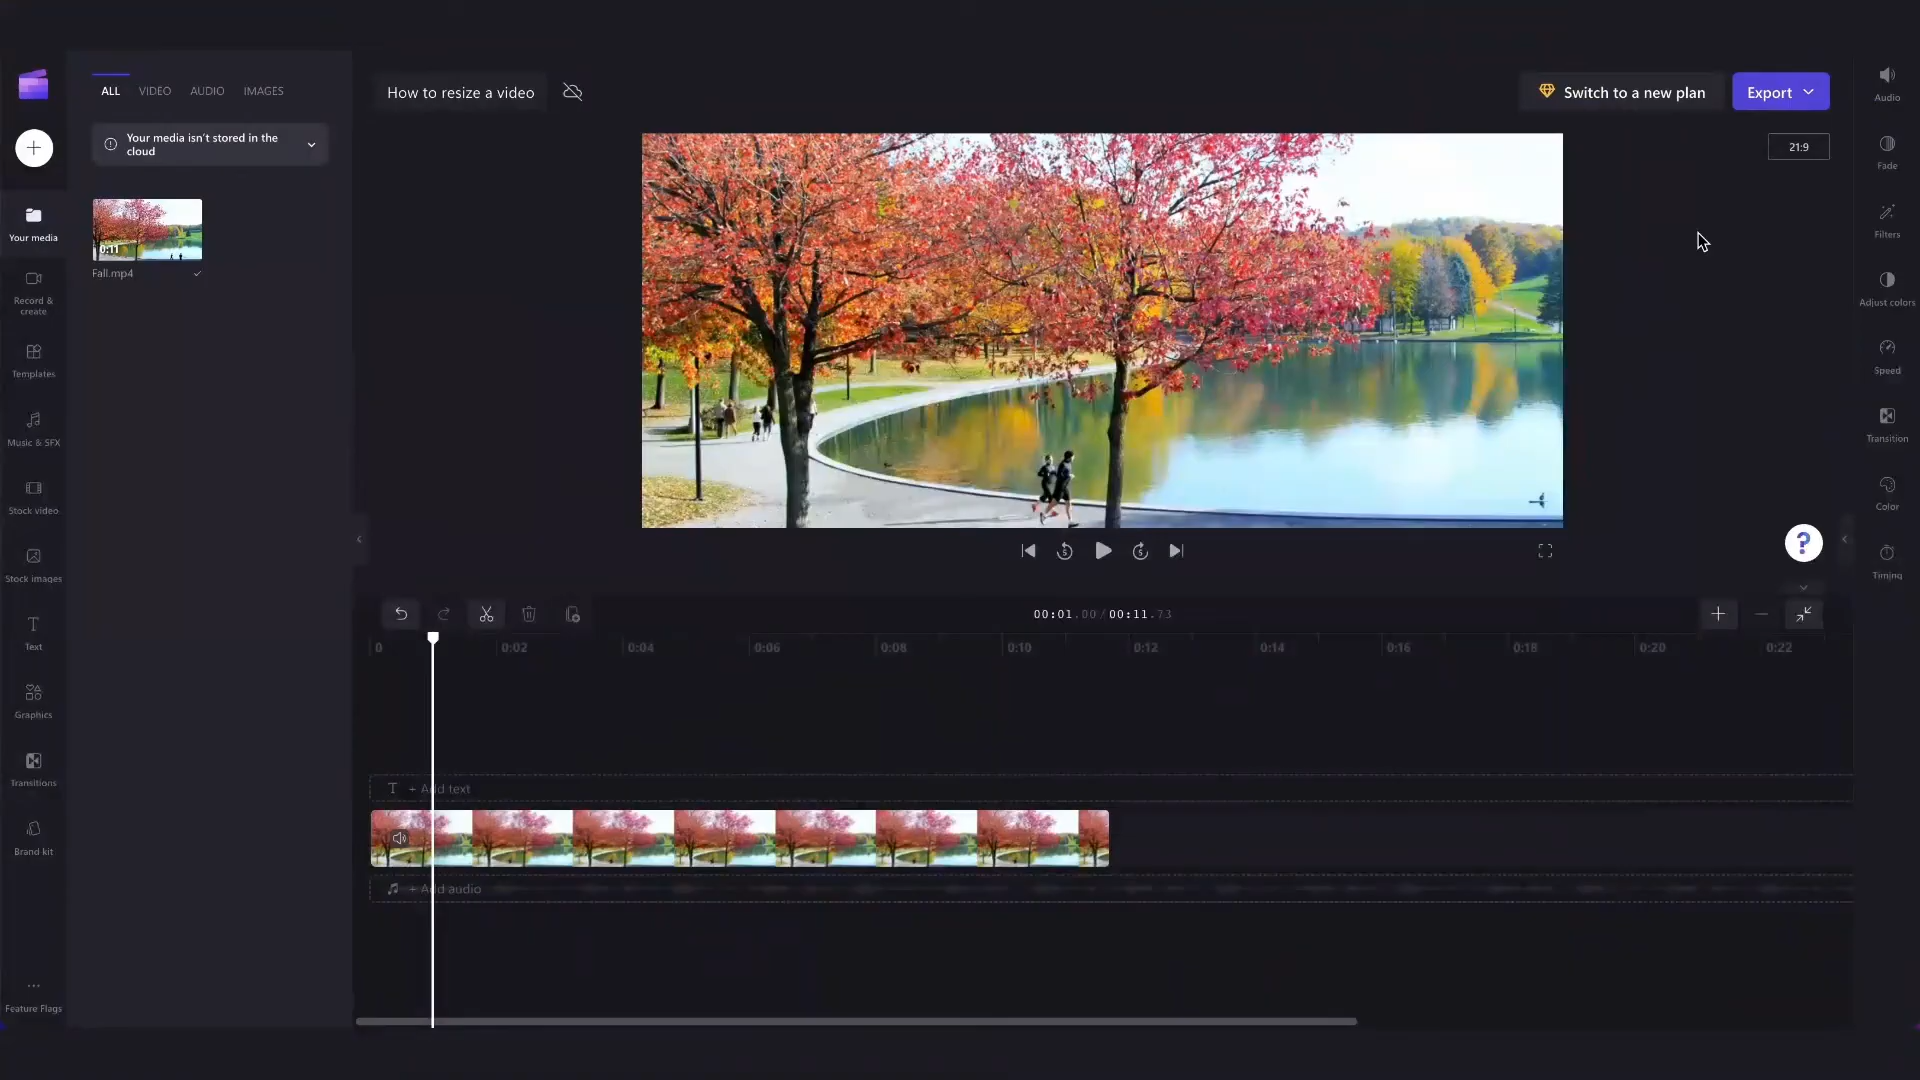 ALL VIDEO AUDIO IMAGES
Your media isn't stored in the
cloud
0:11
Fall.mp4
Your media
Record &
create
Templates
Music & SFX
Stock video
Stock images
Text
Graphics
Transitions
Brand kit
Feature Flags
How to resize a video
Switch to a new plan
Export
21:9
5
5
?
Audio
Fade
Filters
Adjust colors
Speed
Transition
Color
Timing
00:01.00 / 00:11.73
0 0:02 0:04 0:06 0:08 0:10 0:12 0:14 0:16 0:18 0:20 0:22
T + Add text
+ Add audio